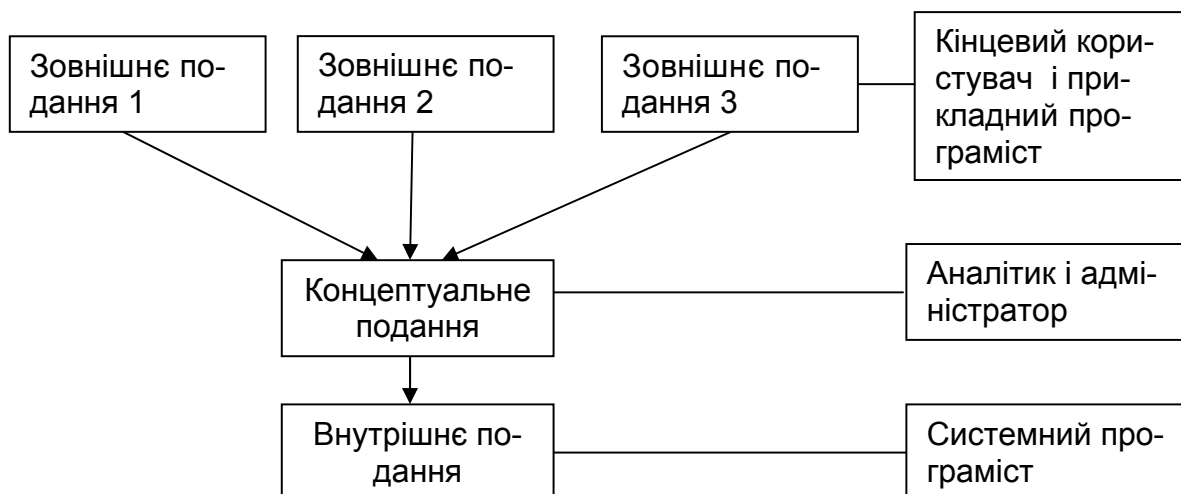 Зовнішнє по-
дання 1
Зовнішнє по-
дання 2
Зовнішнє по-
дання 3
Кінцевий кори-
стувач і при-
кладний про-
граміст
Концептуальне
подання
Аналітик і адмі-
ністратор
Внутрішнє по-
дання
Системний про-
граміст